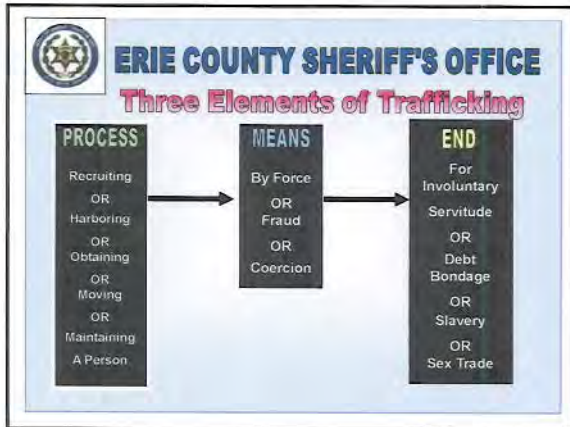 ERIE COUNTY SHERIFF'S OFFICE
Three Elements of Trafficking
PROCESS
Recruiting
OR
Harboring
OR
Obtaining
OR
Moving
OR
Maintaining
A Person
MEANS
By Force
OR
Fraud
OR
Coercion
END
For
Involuntary
Servitude
OR
Debt
Bondage
OR
Slavery
OR
Sex Trade